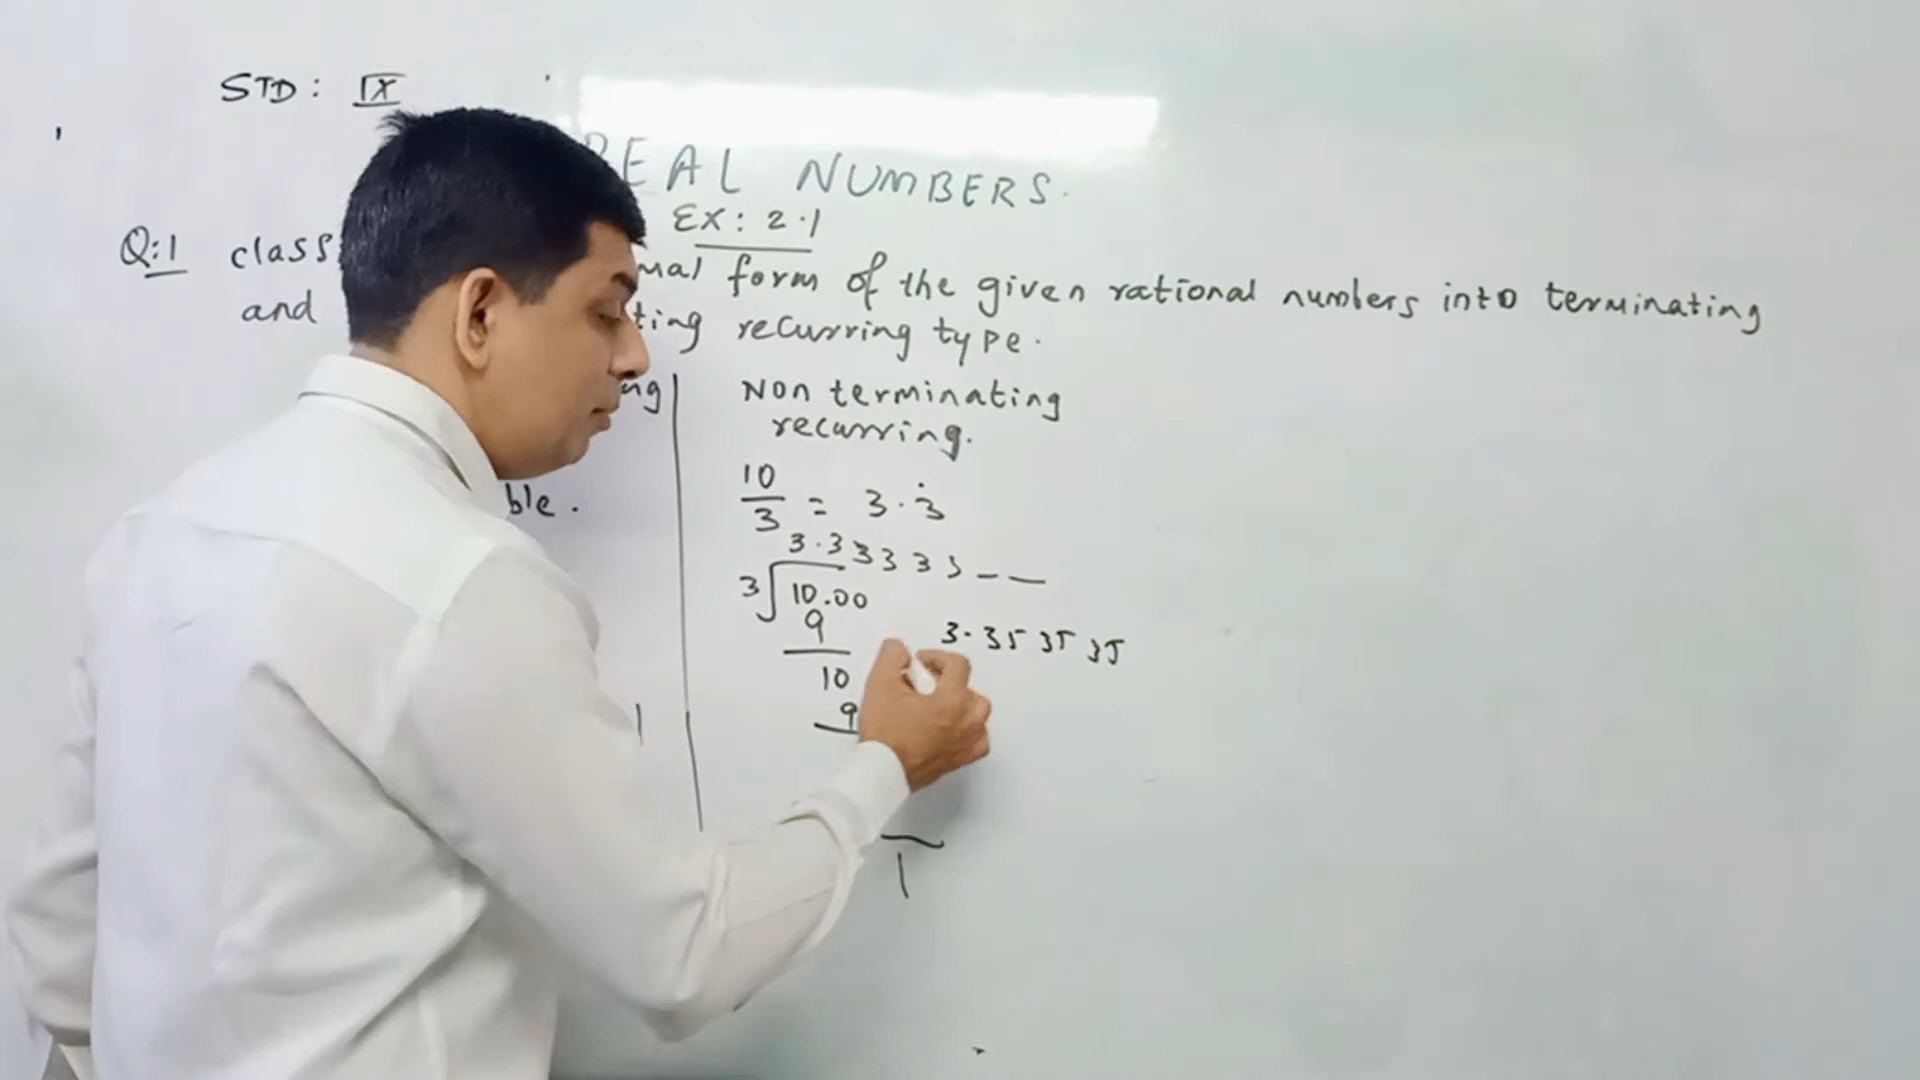 STD: IX
REAL NUMBERS.
EX: 2.1
Q:1 class mal form of the given rational numbers into terminating
and ting recurring type.
ng
Non terminating
recurring.
ble.
10/3 = 3.3̇
3.33333 - —
3 10.00
9
3.35 35 35
10
9
1
1